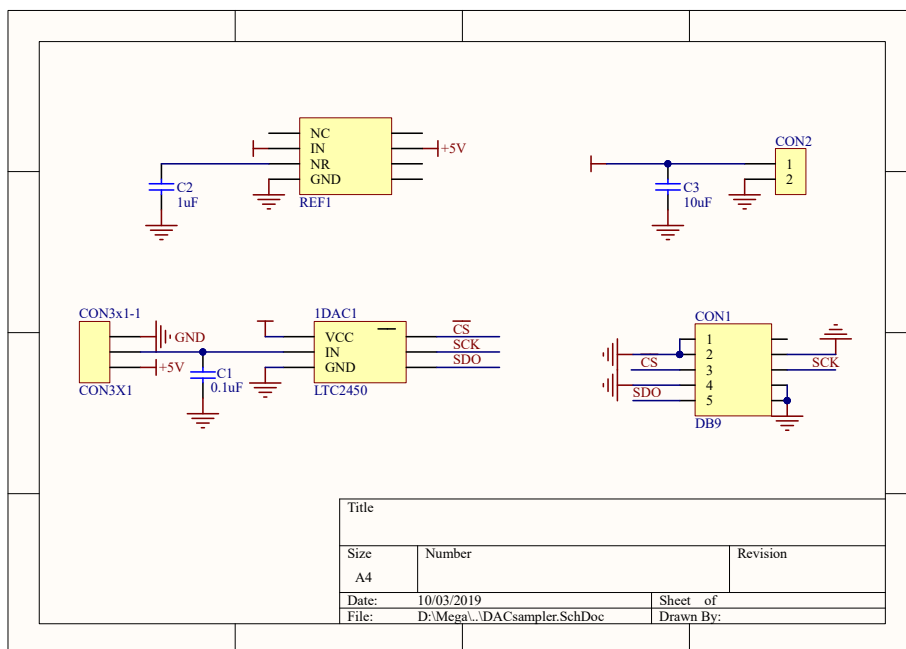 NC
IN
NR
GND
REF1
+5V
C2
1uF
CON2
1
2
C3
10uF
CON3x1-1
GND
+5V
CON3X1
C1
0.1uF
1DAC1
VCC
IN
GND
LTC2450
CS
SCK
SDO
CON1
1
2
3
4
5
CS
SDO
SCK
DB9
Title
Size Number Revision
A4
Date: 10/03/2019 Sheet of
File: D:\Mega\..\DACsampler.SchDoc Drawn By: